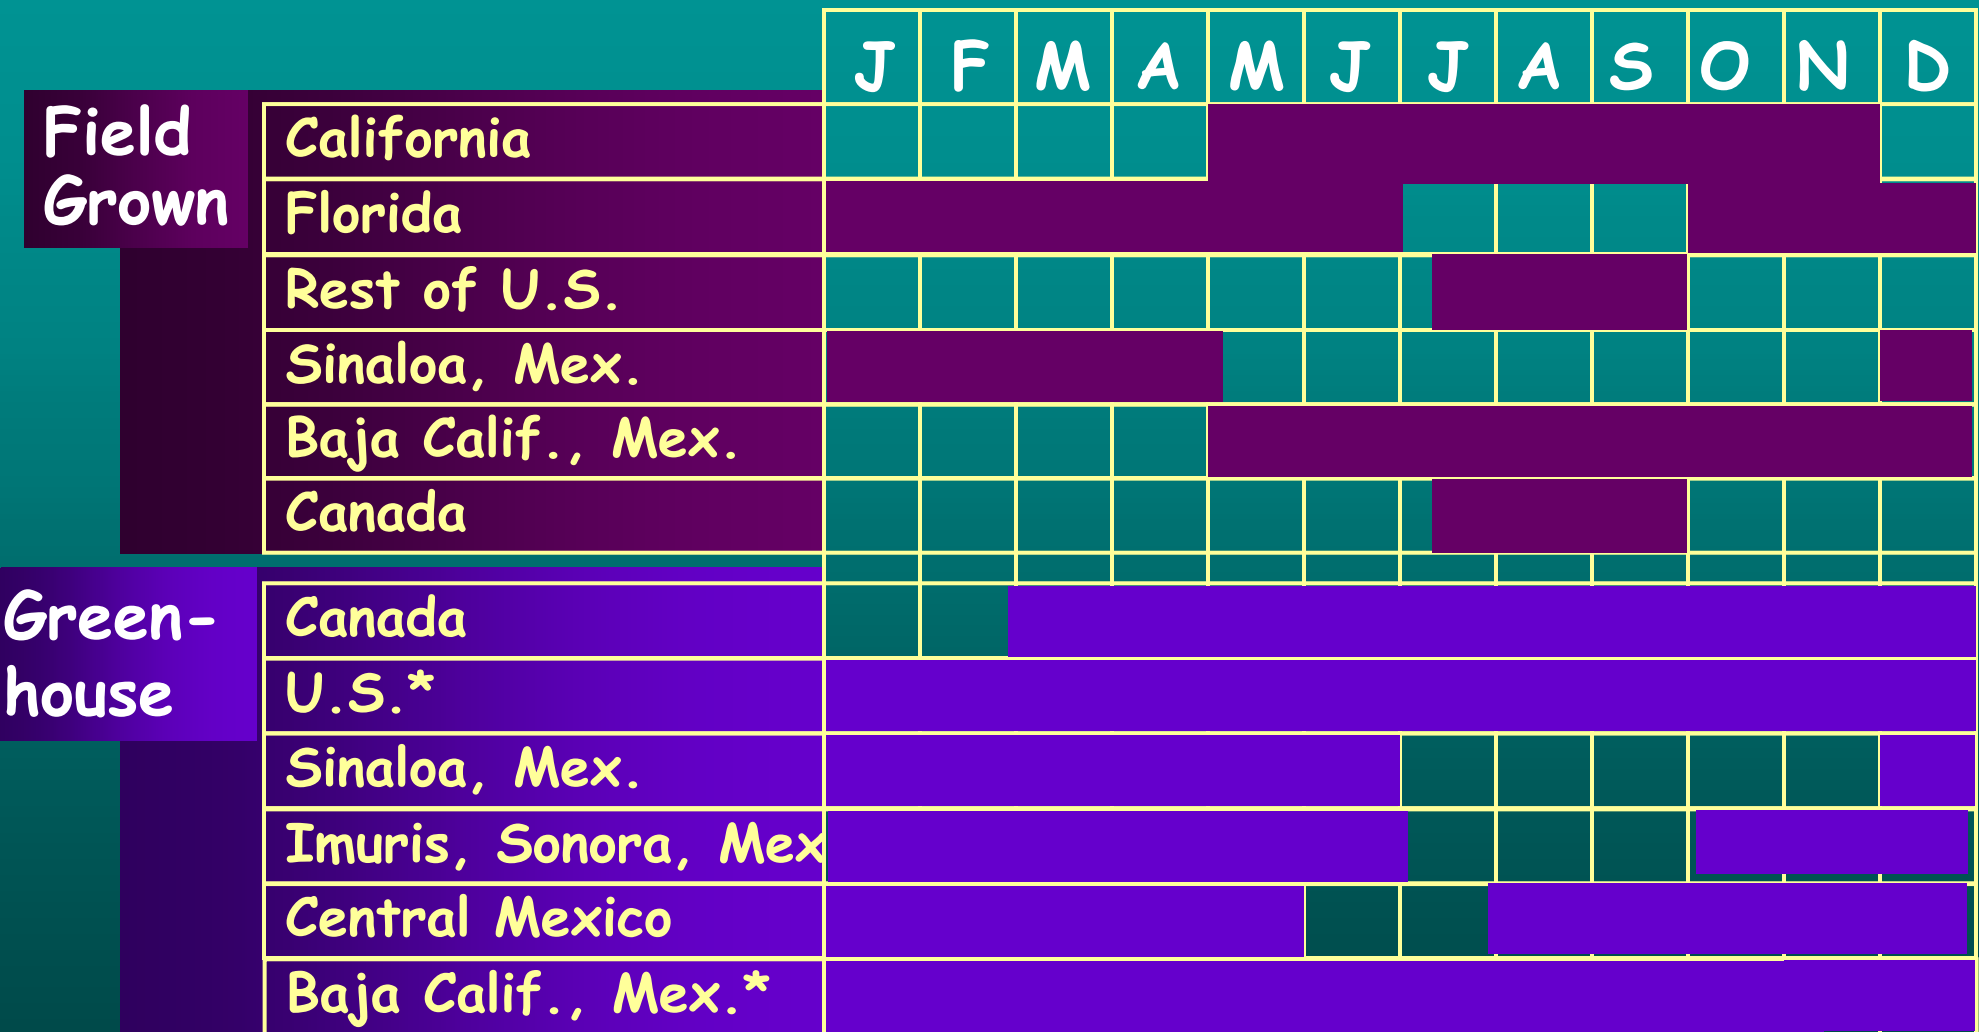 J F M A M J J A S O N D
Field
Grown
California
Florida
Rest of U.S.
Sinaloa, Mex.
Baja Calif., Mex.
Canada
Green-
house
Canada
U.S.*
Sinaloa, Mex.
Imuris, Sonora, Mex
Central Mexico
Baja Calif., Mex.*